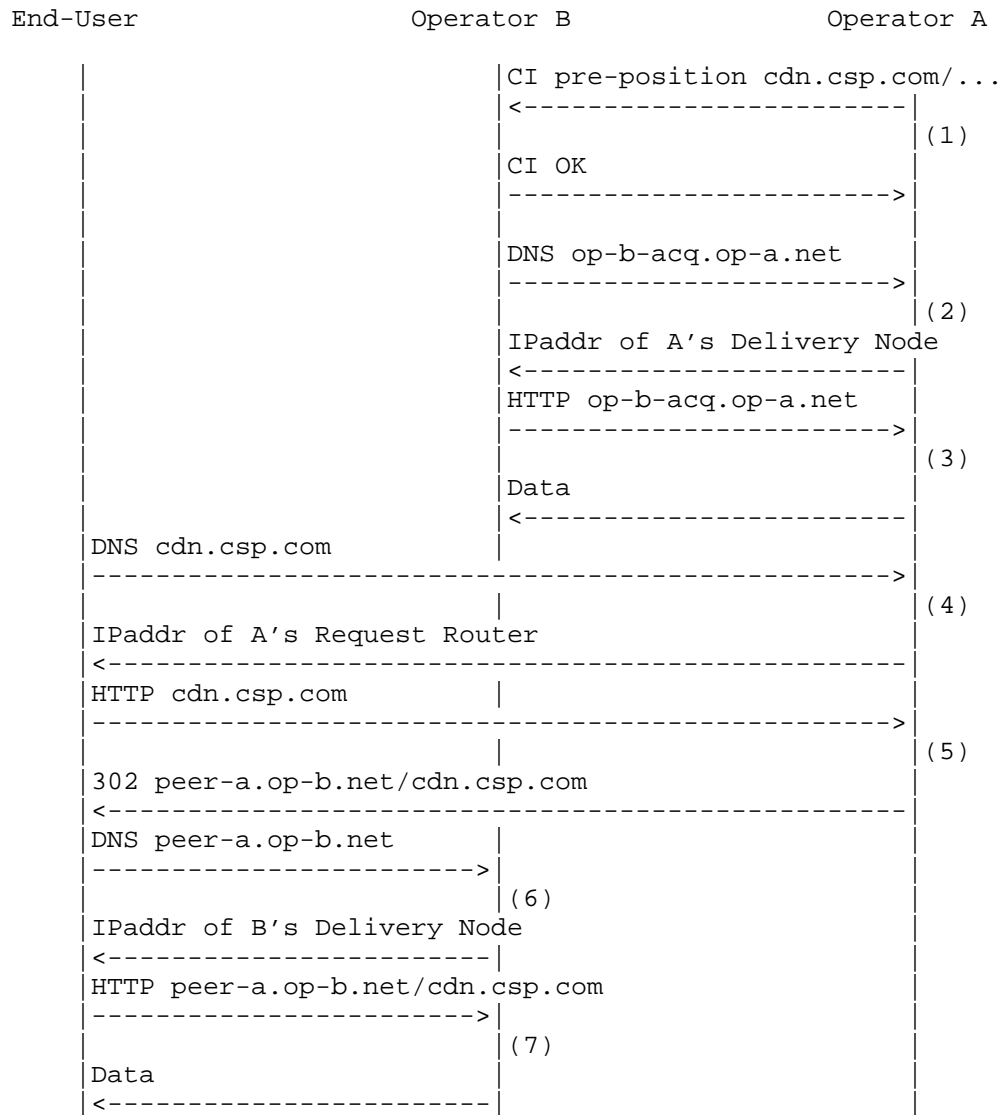 End-User Operator B Operator A
CI pre-position cdn.csp.com/...
(1)
CI OK
DNS op-b-acq.op-a.net
(2)
IPaddr of A's Delivery Node
HTTP op-b-acq.op-a.net
(3)
Data
DNS cdn.csp.com
(4)
IPaddr of A's Request Router
HTTP cdn.csp.com
(5)
302 peer-a.op-b.net/cdn.csp.com
DNS peer-a.op-b.net
(6)
IPaddr of B's Delivery Node
HTTP peer-a.op-b.net/cdn.csp.com
(7)
Data